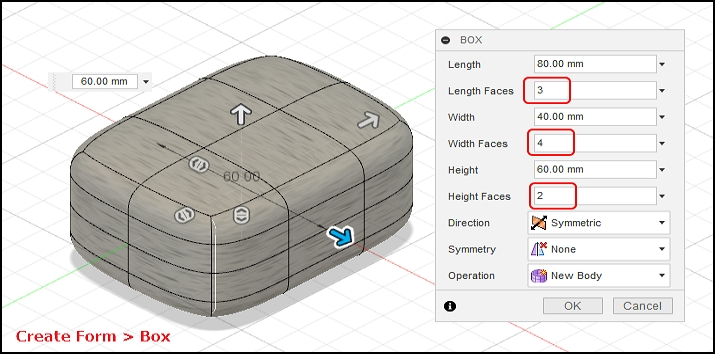 BOX
60.00 mm
Length 80.00 mm
Length Faces 3
Width 40.00 mm
Width Faces 4
Height 60.00 mm
Height Faces 2
Direction Symmetric
Symmetry None
Operation New Body
OK Cancel
60.00
Create Form > Box